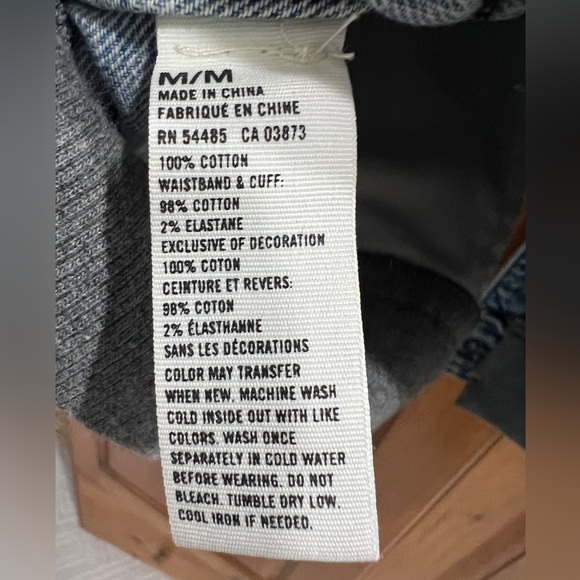 M/M
MADE IN CHINA
FABRIQUÉ EN CHINE
RN 54485 CA 03873
100% COTTON
WAISTBAND & CUFF:
98% COTTON
2% ELASTANE
EXCLUSIVE OF DECORATION
100% COTON
CEINTURE ET REVERS:
98% COTON
2% ÉLASTHANNE
SANS LES DÉCORATIONS
COLOR MAY TRANSFER
WHEN NEW. MACHINE WASH
COLD INSIDE OUT WITH LIKE
COLORS. WASH ONCE
SEPARATELY IN COLD WATER
BEFORE WEARING. DO NOT
BLEACH. TUMBLE DRY LOW.
COOL IRON IF NEEDED.